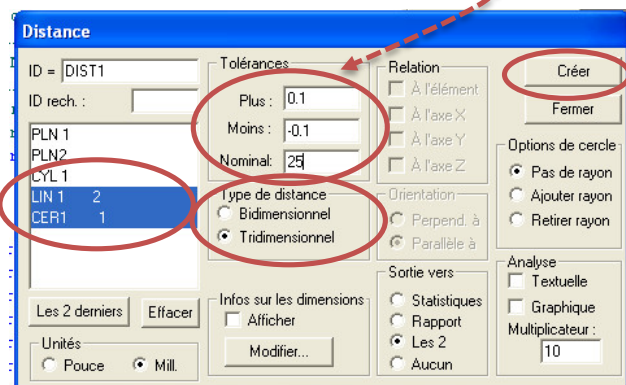 Distance
ID = DIST1
ID rech. :
PLN 1
PLN2
CYL 1
LIN 1 2
CER1 1
Les 2 derniers
Effacer
Unités
Pouce
Mill.
Tolérances
Plus : 0.1
Moins : -0.1
Nominal: 25
Type de distance
Bidimensionnel
Tridimensionnel
Infos sur les dimensions
Afficher
Modifier...
Relation
À l'élément
À l'axe X
À l'axe Y
À l'axe Z
Orientation
Perpend. à
Parallèle à
Sortie vers
Statistiques
Rapport
Les 2
Aucun
Créer
Fermer
Options de cercle
Pas de rayon
Ajouter rayon
Retirer rayon
Analyse
Textuelle
Graphique
Multiplicateur :
10